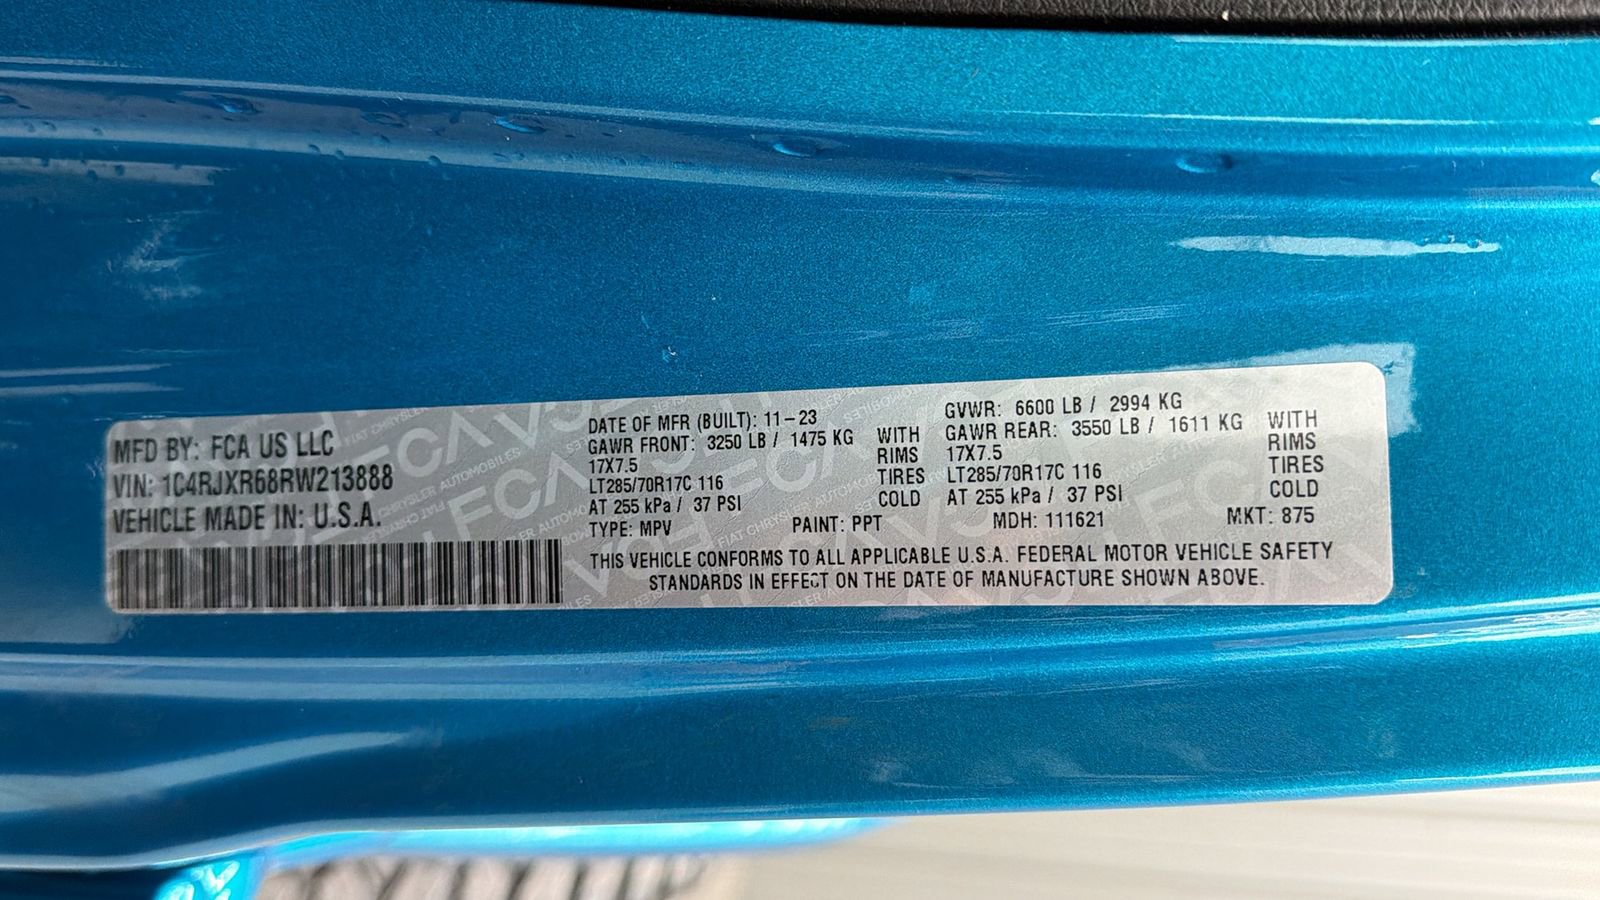 MFD BY: FCA US LLC
VIN: 1C4RJXR68RW213888
VEHICLE MADE IN: U.S.A.
DATE OF MFR (BUILT): 11-23
GAWR FRONT: 3250 LB / 1475 KG WITH
17X7.5 RIMS
LT285/70R17C 116 TIRES
AT 255 kPa / 37 PSI COLD
GVWR: 6600 LB / 2994 KG
GAWR REAR: 3550 LB / 1611 KG WITH
17X7.5 RIMS
LT285/70R17C 116 TIRES
AT 255 kPa / 37 PSI COLD
TYPE: MPV PAINT: PPT MDH: 111621 MKT: 875
THIS VEHICLE CONFORMS TO ALL APPLICABLE U.S.A. FEDERAL MOTOR VEHICLE SAFETY
STANDARDS IN EFFECT ON THE DATE OF MANUFACTURE SHOWN ABOVE.